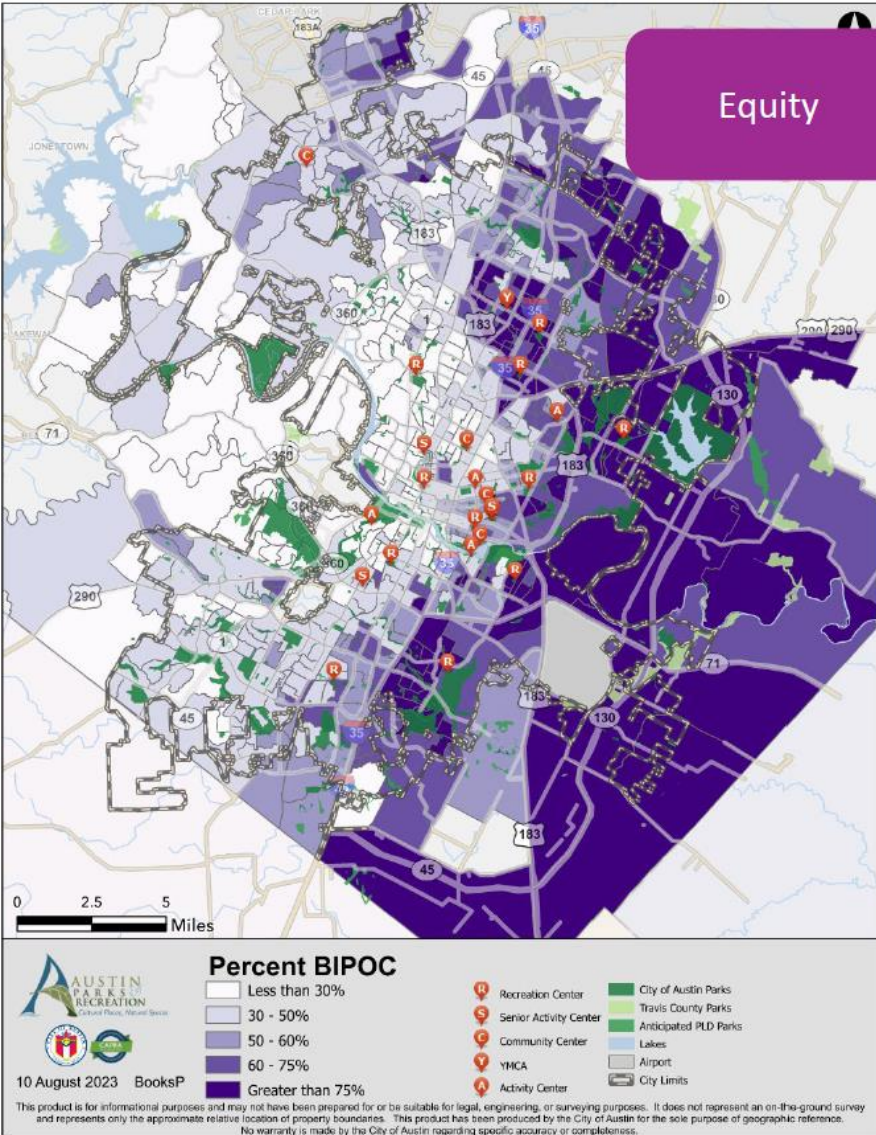 CEDAR PARK
183A
35
45
45
Equity
JONESTOWN
C
183
360
1
Y
35
183
R
290
290
R
35
R
130
A
R
71
S
C
360
183
R
A
R
C
S
A
R
C
A
R
35
360
S
R
290
1
R
R
71
183
130
45
35
183
45
0 2.5 5
Miles
AUSTIN
PARKS
RECREATION
Cultural Places, Natural Spaces
10 August 2023 BooksP
Percent BIPOC
Less than 30%
30 - 50%
50 - 60%
60 - 75%
Greater than 75%
R Recreation Center
S Senior Activity Center
C Community Center
Y YMCA
A Activity Center
City of Austin Parks
Travis County Parks
Anticipated PLD Parks
Lakes
Airport
City Limits
This product is for informational purposes and may not have been prepared for or be suitable for legal, engineering, or surveying purposes. It does not represent an on-the-ground survey
and represents only the approximate relative location of property boundaries. This product has been produced by the City of Austin for the sole purpose of geographic reference.
No warranty is made by the City of Austin regarding specific accuracy or completeness.